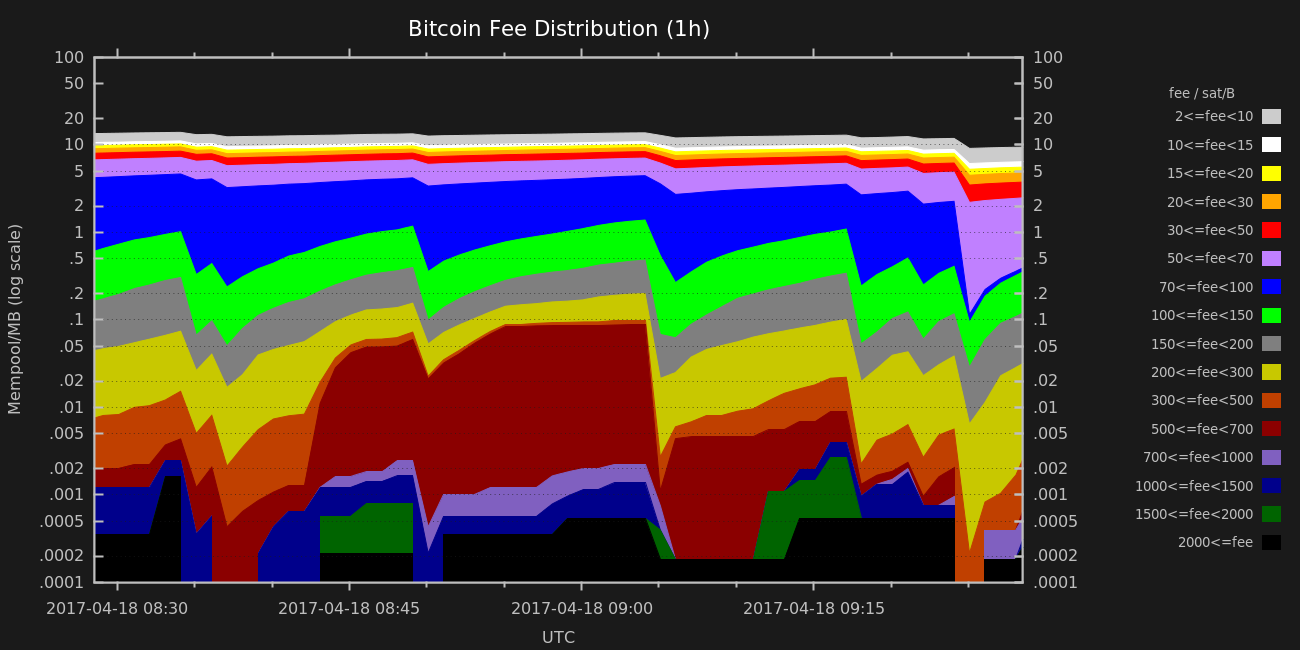 Bitcoin Fee Distribution (1h)
100
50
20
10
5
2
1
.5
.2
.1
.05
.02
.01
.005
.002
.001
.0005
.0002
.0001
Mempool/MB (log scale)
100
50
20
10
5
2
1
.5
.2
.1
.05
.02
.01
.005
.002
.001
.0005
.0002
.0001
2017-04-18 08:30 2017-04-18 08:45 2017-04-18 09:00 2017-04-18 09:15
UTC
fee / sat/B
2<=fee<10
10<=fee<15
15<=fee<20
20<=fee<30
30<=fee<50
50<=fee<70
70<=fee<100
100<=fee<150
150<=fee<200
200<=fee<300
300<=fee<500
500<=fee<700
700<=fee<1000
1000<=fee<1500
1500<=fee<2000
2000<=fee